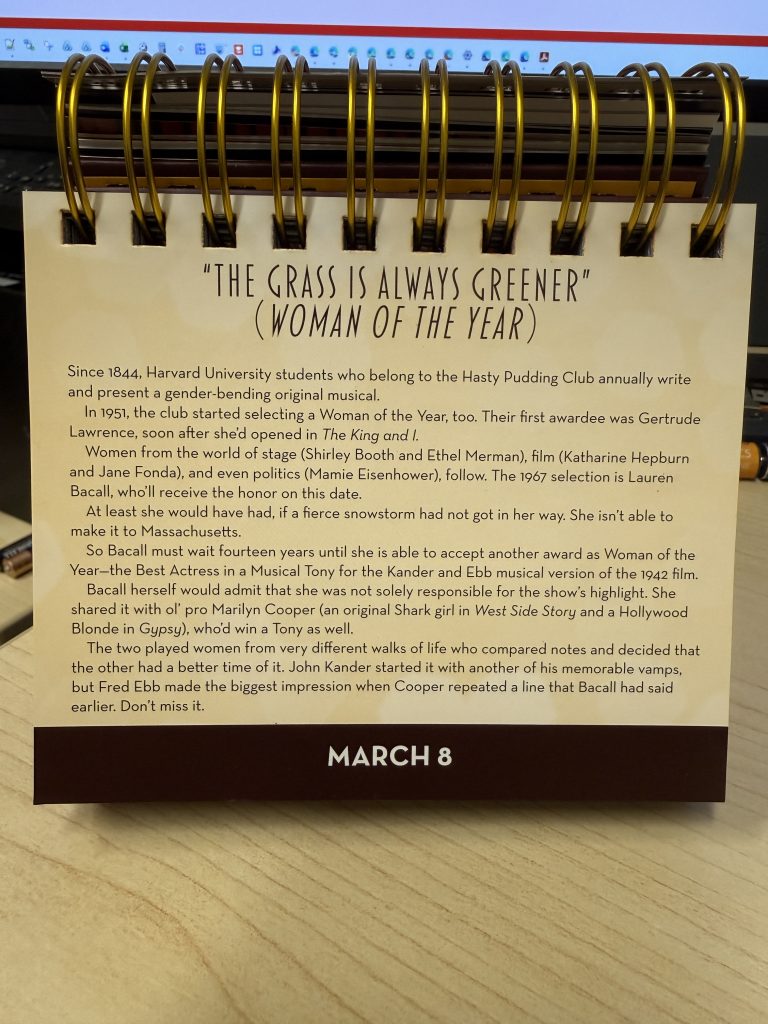 "THE GRASS IS ALWAYS GREENER"
(WOMAN OF THE YEAR)
Since 1844, Harvard University students who belong to the Hasty Pudding Club annually write
and present a gender-bending original musical.
In 1951, the club started selecting a Woman of the Year, too. Their first awardee was Gertrude
Lawrence, soon after she'd opened in The King and I.
Women from the world of stage (Shirley Booth and Ethel Merman), film (Katharine Hepburn
and Jane Fonda), and even politics (Mamie Eisenhower), follow. The 1967 selection is Lauren
Bacall, who'll receive the honor on this date.
At least she would have had, if a fierce snowstorm had not got in her way. She isn't able to
make it to Massachusetts.
So Bacall must wait fourteen years until she is able to accept another award as Woman of the
Year—the Best Actress in a Musical Tony for the Kander and Ebb musical version of the 1942 film.
Bacall herself would admit that she was not solely responsible for the show's highlight. She
shared it with ol' pro Marilyn Cooper (an original Shark girl in West Side Story and a Hollywood
Blonde in Gypsy), who'd win a Tony as well.
The two played women from very different walks of life who compared notes and decided that
the other had a better time of it. John Kander started it with another of his memorable vamps,
but Fred Ebb made the biggest impression when Cooper repeated a line that Bacall had said
earlier. Don't miss it.
MARCH 8